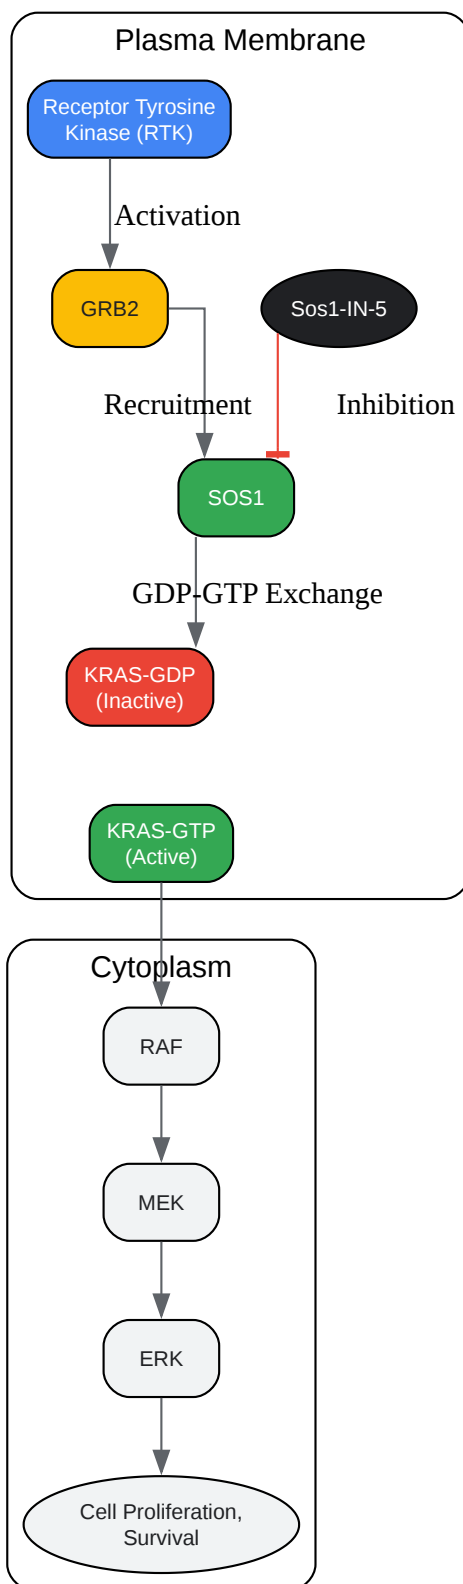 Plasma Membrane
Receptor Tyrosine
Kinase (RTK)
Activation
GRB2
Sos1-IN-5
Recruitment
Inhibition
SOS1
GDP-GTP Exchange
KRAS-GDP
(Inactive)
KRAS-GTP
(Active)
Cytoplasm
RAF
MEK
ERK
Cell Proliferation,
Survival